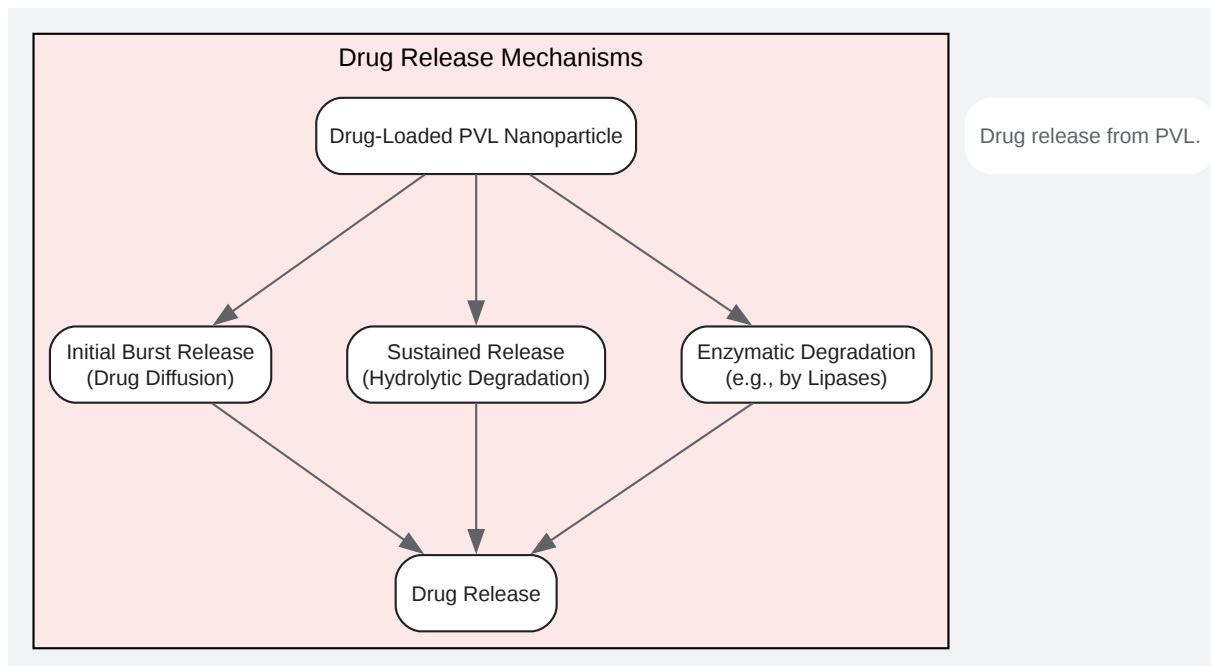 Drug Release Mechanisms
Drug-Loaded PVL Nanoparticle
Drug release from PVL.
Initial Burst Release
(Drug Diffusion)
Sustained Release
(Hydrolytic Degradation)
Enzymatic Degradation
(e.g., by Lipases)
Drug Release